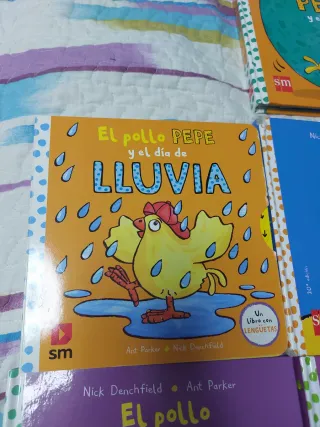 PE
y e
sm
El pollo PEPE
y el día de
LLUVIA
Un
libro con
LENGÜETAS
sm
Ant Parker • Nick Denchfield
Nick Denchfield • Ant Parker
El pollo